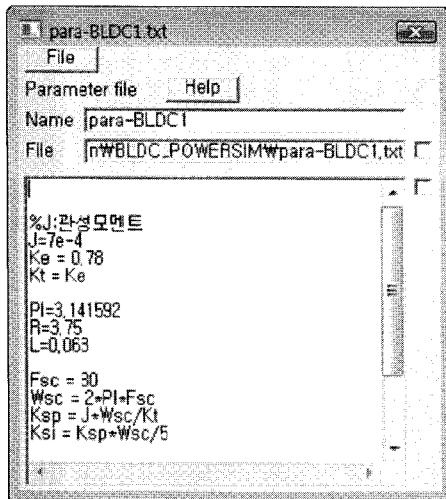 para-BLDC1.txt
File
Parameter file Help
Name para-BLDC1
File n₩BLDC_POWERSIM₩para-BLDC1.txt
%J:관성모멘트
J=7e-4
Ke = 0.78
Kt = Ke
PI=3.141592
R=3.75
L=0.063
Fsc = 30
Wsc = 2*PI*Fsc
Ksp = J*Wsc/Kt
Ksi = Ksp*Wsc/5